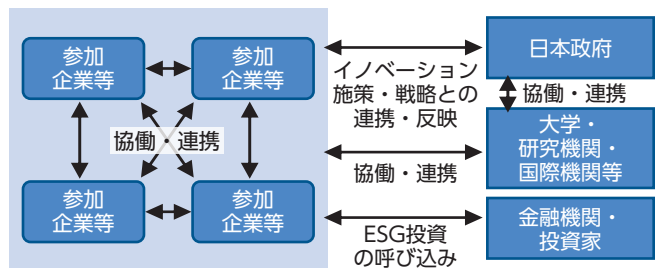 参加
企業等
参加
企業等
協働・連携
参加
企業等
参加
企業等
イノベーション
施策・戦略との
連携・反映
協働・連携
ESG投資
の呼び込み
日本政府
協働・連携
大学・
研究機関・
国際機関等
金融機関・
投資家